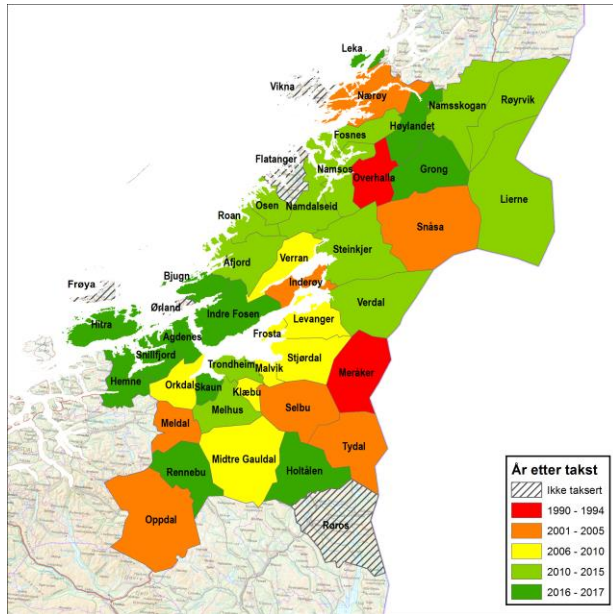 Leka
Vikna
Nærøy
Namsskogan
Røyrvik
Høylandet
Fosnes
Flatanger
Namsos
Overhalla
Grong
Lierne
Osen
Namdalseid
Roan
Snåsa
Steinkjer
Verran
Åfjord
Inderøy
Bjugn
Verdal
Frøya
Ørland
Indre Fosen
Levanger
Hitra
Frosta
Agdenes
Snillfjord
Stjørdal
Trondheim
Malvik
Meråker
Hemne
Orkdal
Skaun
Klæbu
Selbu
Melhus
Meldal
Tydal
Midtre Gauldal
Rennebu
Holtålen
Oppdal
Røros
År etter takst
Ikke taksert
1990 - 1994
2001 - 2005
2006 - 2010
2010 - 2015
2016 - 2017